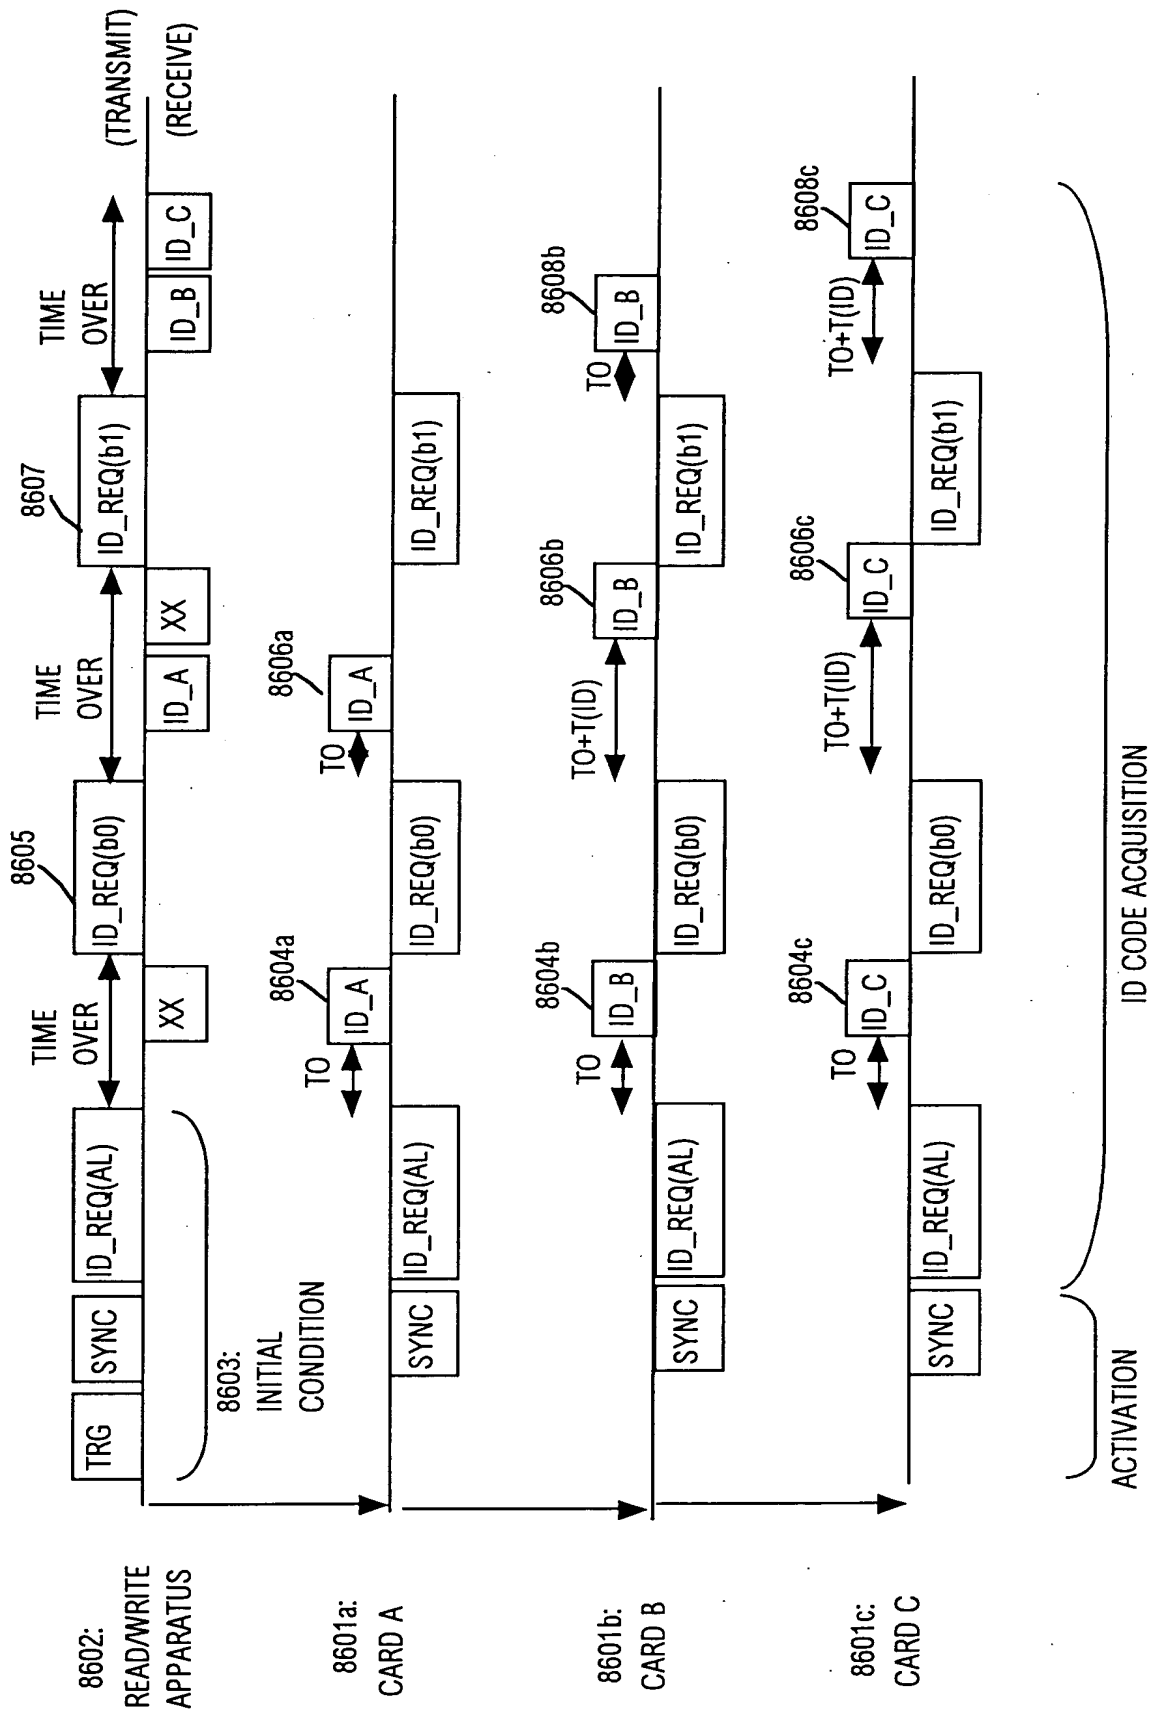 (TRANSMIT)
(RECEIVE)
8602:
READ/WRITE
APPARATUS
TRG
SYNC
ID_REQ(AL)
TIME
OVER
XX
8605
ID_REQ(b0)
TIME
OVER
ID_A
XX
8607
ID_REQ(b1)
TIME
OVER
ID_B
ID_C
8603:
INITIAL
CONDITION
8601a:
CARD A
SYNC
ID_REQ(AL)
TO
8604a
ID_A
ID_REQ(b0)
TO
8606a
ID_A
ID_REQ(b1)
8601b:
CARD B
SYNC
ID_REQ(AL)
TO
8604b
ID_B
ID_REQ(b0)
TO+T(ID)
8606b
ID_B
ID_REQ(b1)
TO
8608b
ID_B
8601c:
CARD C
SYNC
ID_REQ(AL)
TO
8604c
ID_C
ID_REQ(b0)
TO+T(ID)
8606c
ID_C
ID_REQ(b1)
TO+T(ID)
8608c
ID_C
ACTIVATION
ID CODE ACQUISITION